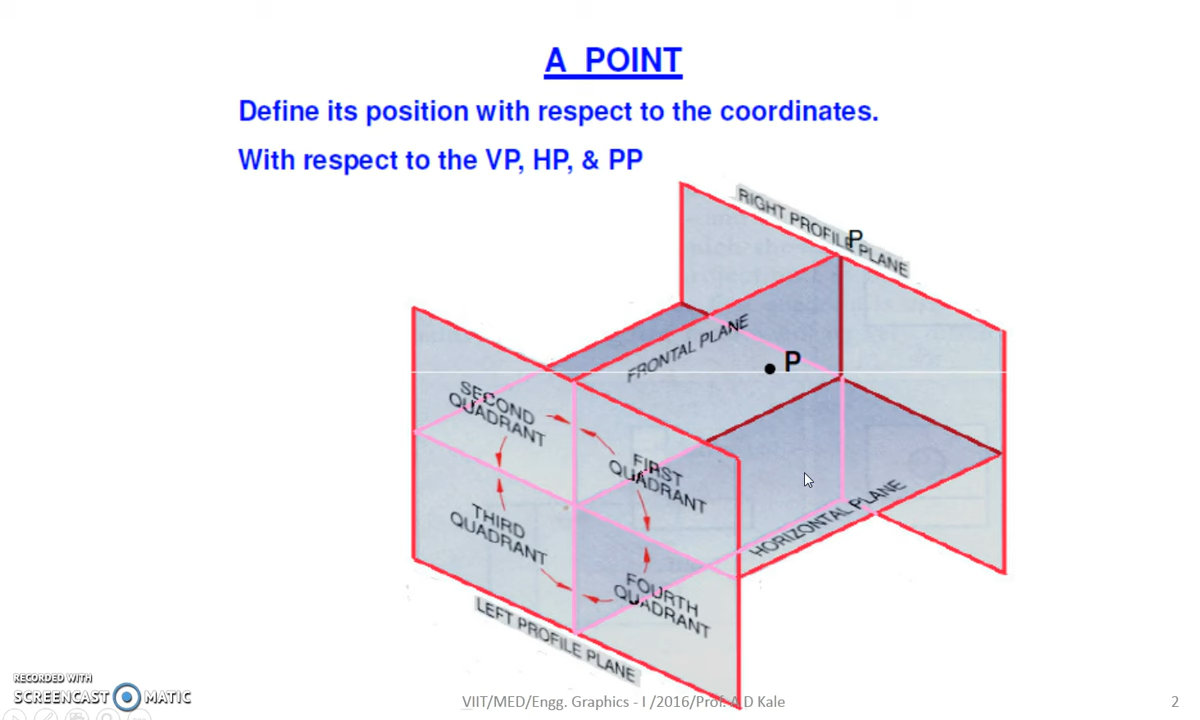 A POINT
Define its position with respect to the coordinates.
With respect to the VP, HP, & PP
RIGHT PROFILE PLANE
P
FRONTAL PLANE
P
SECOND
QUADRANT
FIRST
QUADRANT
THIRD
QUADRANT
HORIZONTAL PLANE
FOURTH
QUADRANT
LEFT PROFILE PLANE
RECORDED WITH
SCREENCAST MATIC
VIIT/MED/Engg. Graphics - I /2016/Prof. A D Kale
2